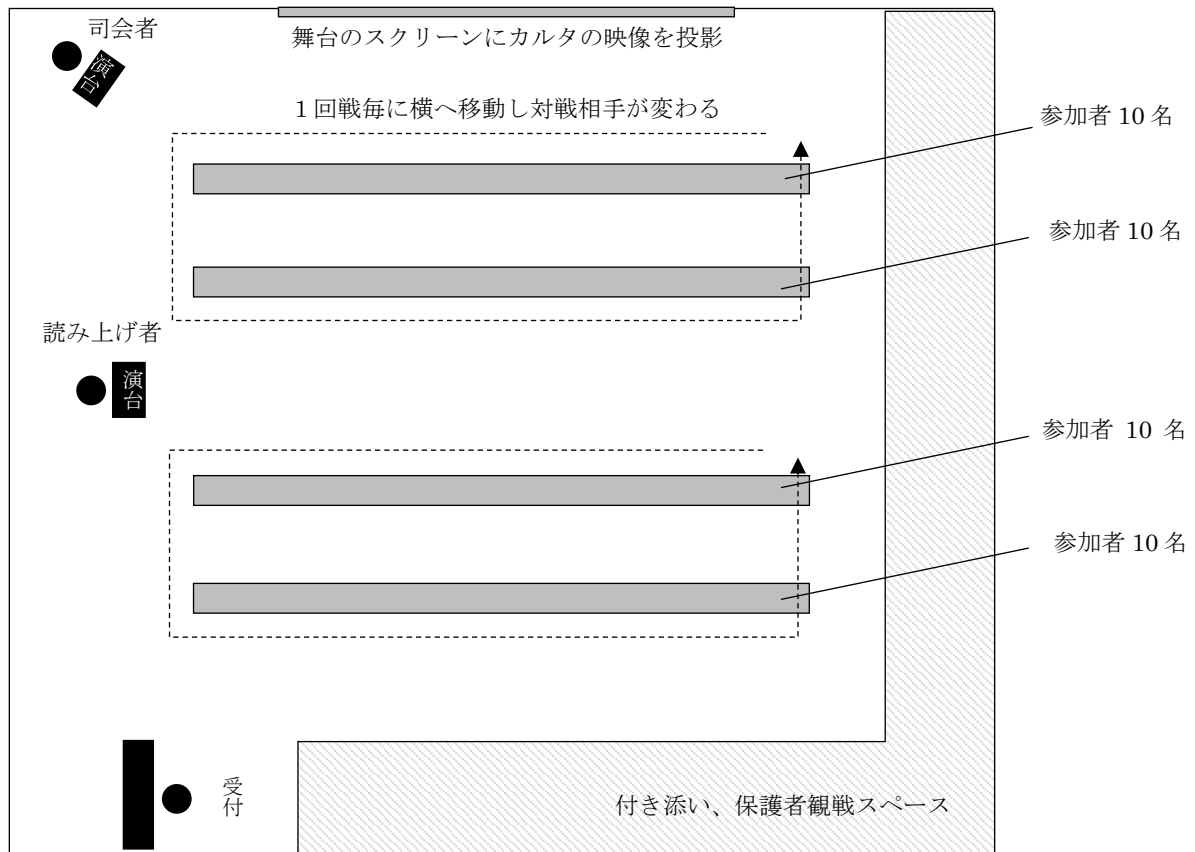 司会者
演台
舞台のスクリーンにカルタの映像を投影
１回戦毎に横へ移動し対戦相手が変わる
参加者 10 名
参加者 10 名
読み上げ者
演台
参加者 10 名
参加者 10 名
受付
付き添い、保護者観戦スペース